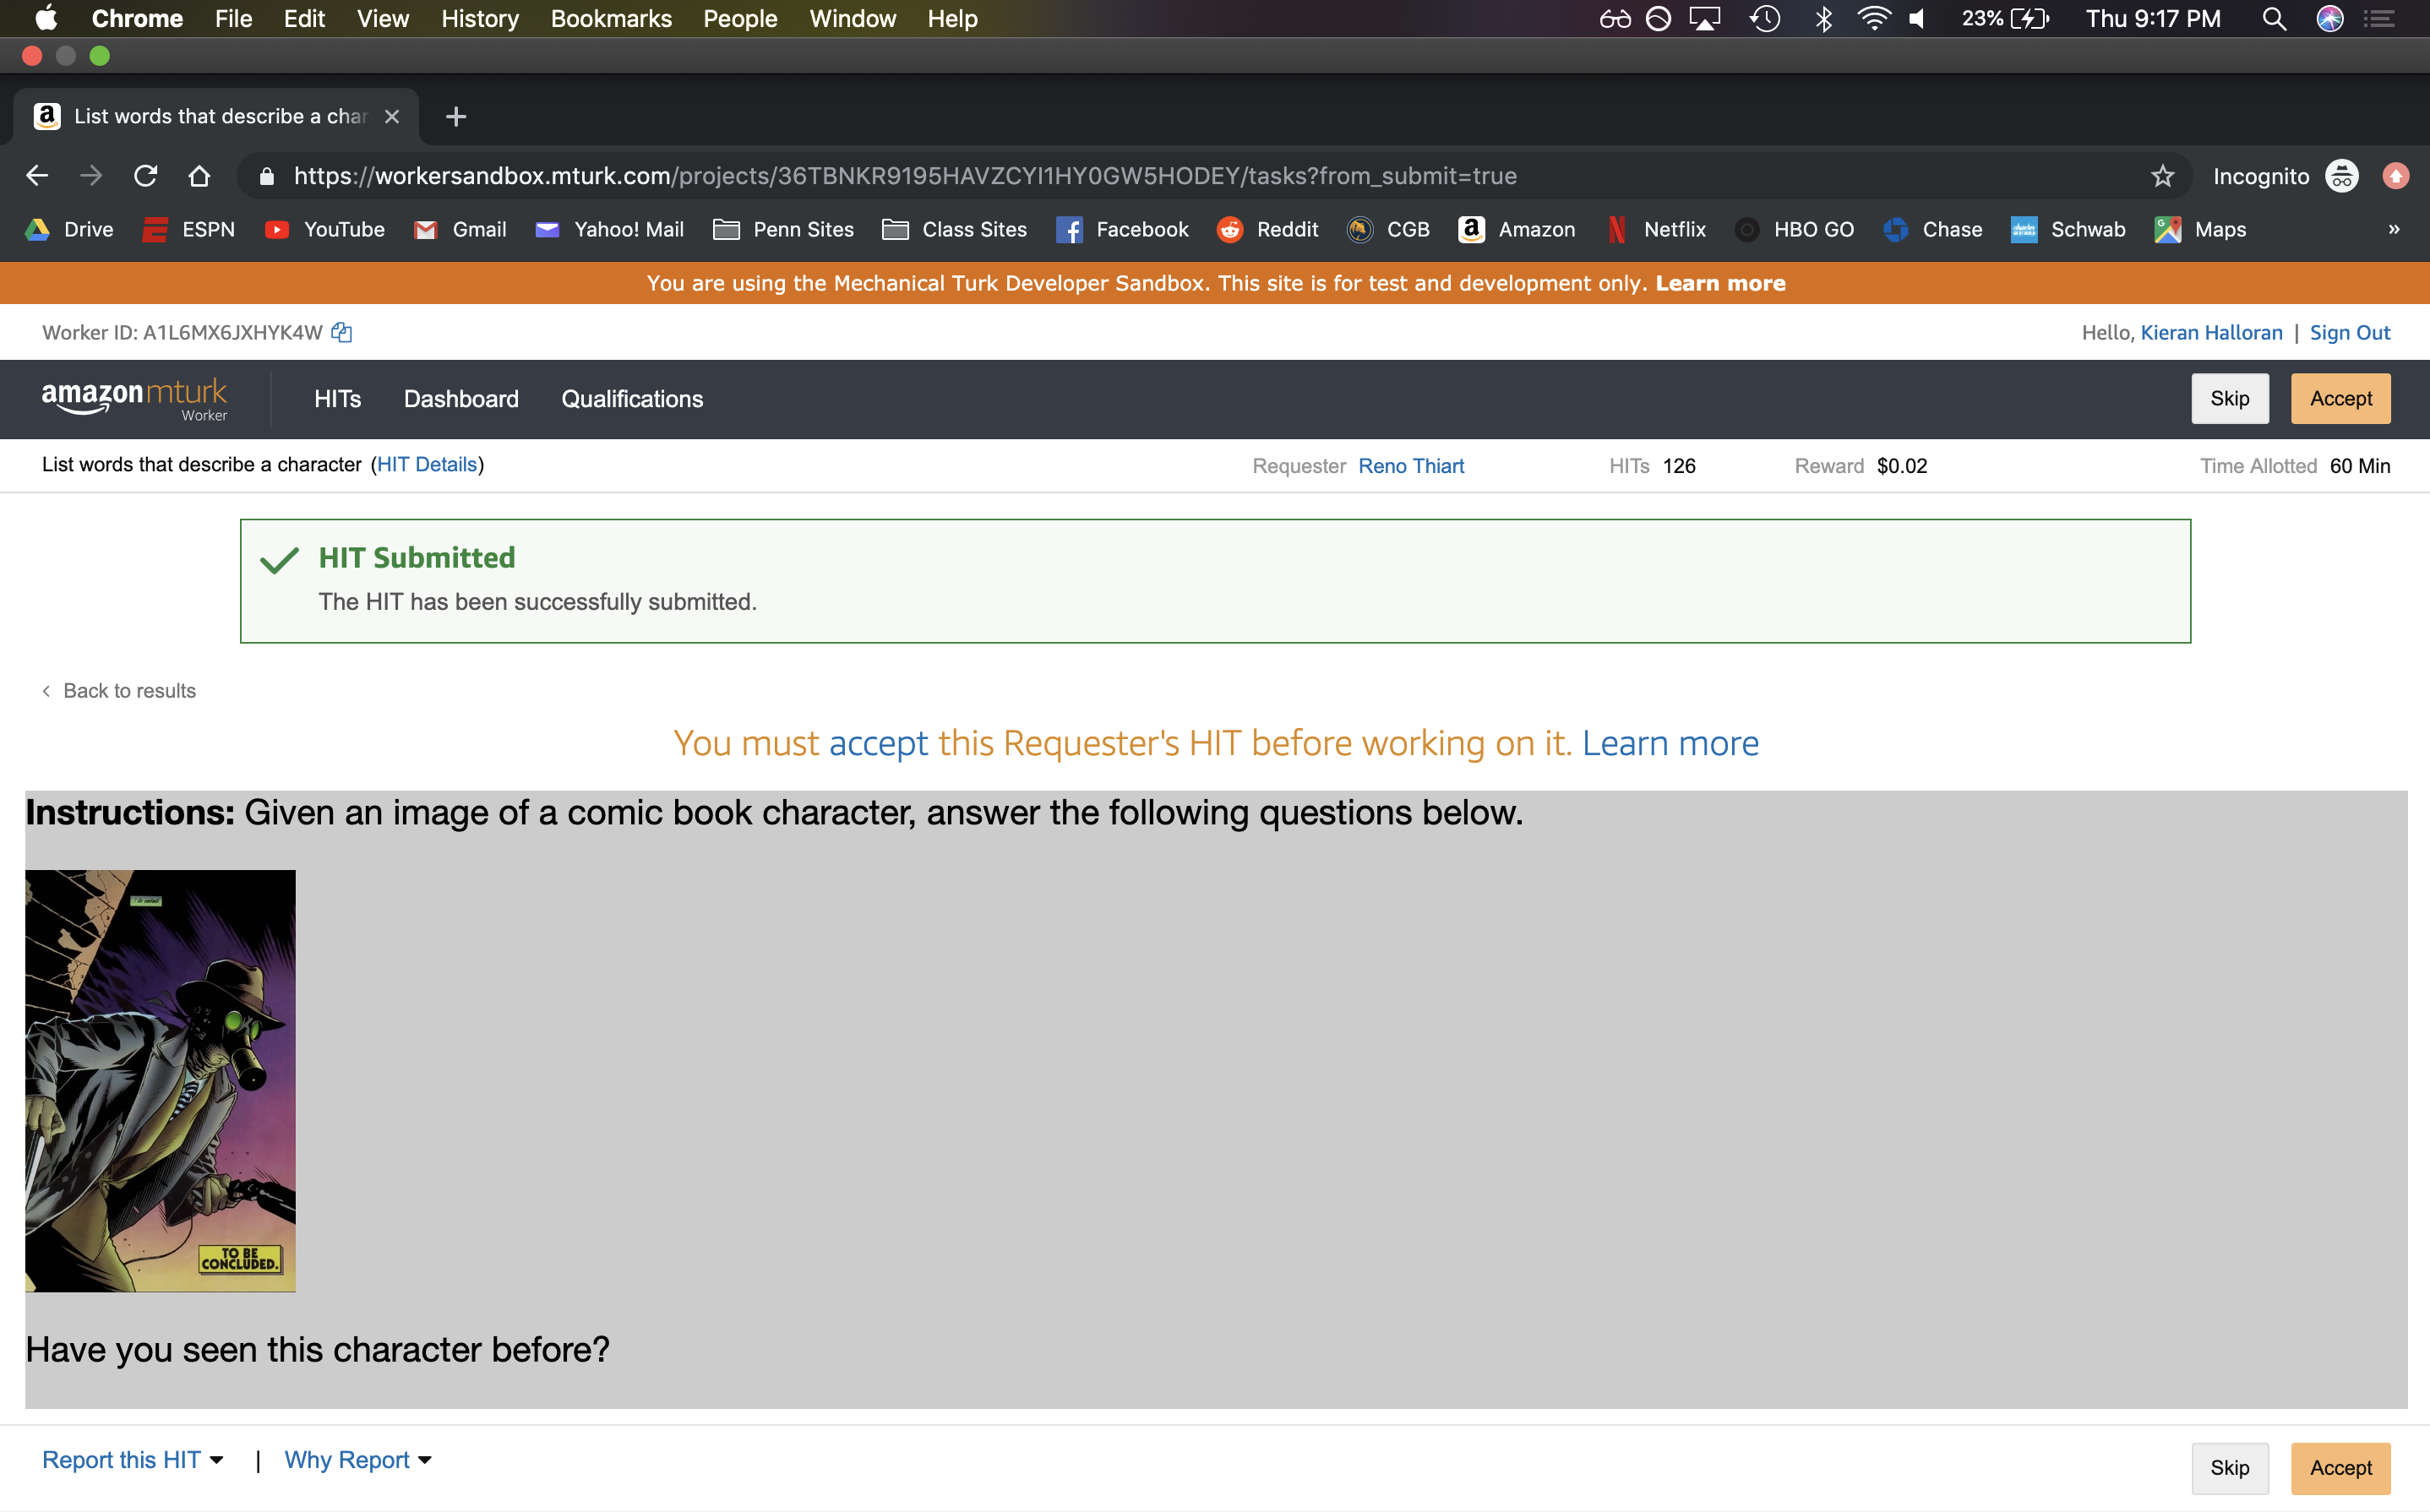 Chrome File Edit View History Bookmarks People Window Help 23% Thu 9:17 PM
List words that describe a char
https://workersandbox.mturk.com/projects/36TBNKR9195HAVZCYI1HY0GW5HODEY/tasks?from_submit=true Incognito
Drive ESPN YouTube Gmail Yahoo! Mail Penn Sites Class Sites Facebook Reddit CGB Amazon Netflix HBO GO Chase Schwab Maps »
You are using the Mechanical Turk Developer Sandbox. This site is for test and development only. Learn more
Worker ID: A1L6MX6JXHYK4W Hello, Kieran Halloran | Sign Out
amazonmturk HITs Dashboard Qualifications Skip Accept
Worker
List words that describe a character (HIT Details) Requester Reno Thiart HITs 126 Reward $0.02 Time Allotted 60 Min
HIT Submitted
The HIT has been successfully submitted.
Back to results
You must accept this Requester's HIT before working on it. Learn more
Instructions: Given an image of a comic book character, answer the following questions below.
TO BE
CONCLUDED.
Have you seen this character before?
Report this HIT | Why Report Skip Accept